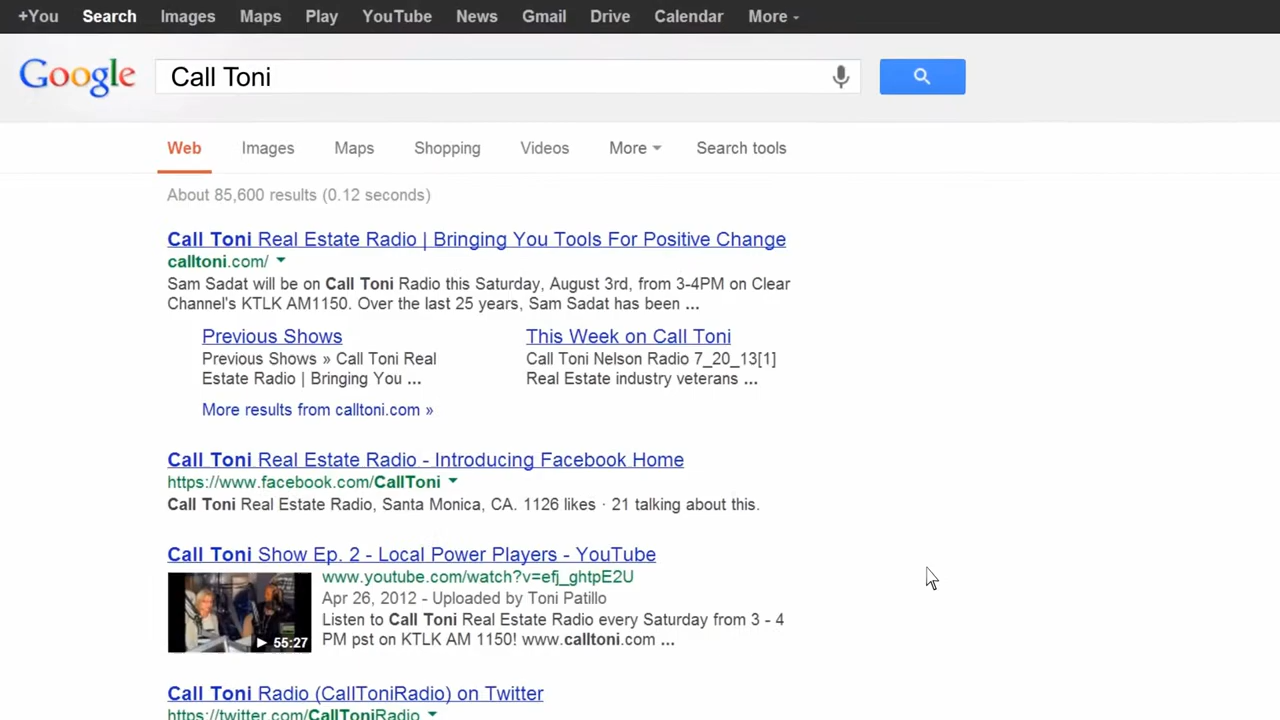 +You Search Images Maps Play YouTube News Gmail Drive Calendar More
Google Call Toni
Web Images Maps Shopping Videos More Search tools
About 85,600 results (0.12 seconds)
Call Toni Real Estate Radio | Bringing You Tools For Positive Change
calltoni.com/
Sam Sadat will be on Call Toni Radio this Saturday, August 3rd, from 3-4PM on Clear
Channel's KTLK AM1150. Over the last 25 years, Sam Sadat has been ...
Previous Shows
Previous Shows » Call Toni Real
Estate Radio | Bringing You ...
This Week on Call Toni
Call Toni Nelson Radio 7_20_13[1]
Real Estate industry veterans ...
More results from calltoni.com »
Call Toni Real Estate Radio - Introducing Facebook Home
https://www.facebook.com/CallToni
Call Toni Real Estate Radio, Santa Monica, CA. 1126 likes · 21 talking about this.
Call Toni Show Ep. 2 - Local Power Players - YouTube
www.youtube.com/watch?v=efj_ghtpE2U
Apr 26, 2012 - Uploaded by Toni Patillo
Listen to Call Toni Real Estate Radio every Saturday from 3 - 4
PM pst on KTLK AM 1150! www.calltoni.com ...
55:27
Call Toni Radio (CallToniRadio) on Twitter
https://twitter.com/CallToniRadio